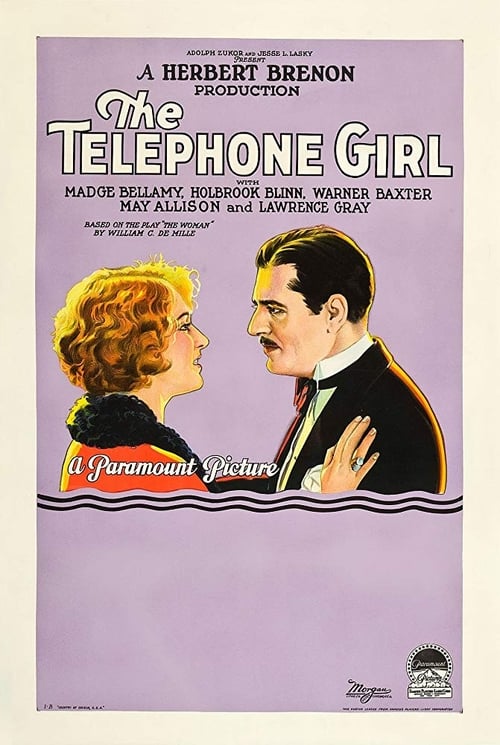 ADOLPH ZUKOR AND JESSE L. LASKY
PRESENT
A HERBERT BRENON
PRODUCTION
The
TELEPHONE GIRL
WITH
MADGE BELLAMY, HOLBROOK BLINN, WARNER BAXTER
MAY ALLISON and LAWRENCE GRAY
BASED ON THE PLAY "THE WOMAN"
BY WILLIAM C. DE MILLE
A Paramount Picture
Morgan
Paramount
Pictures